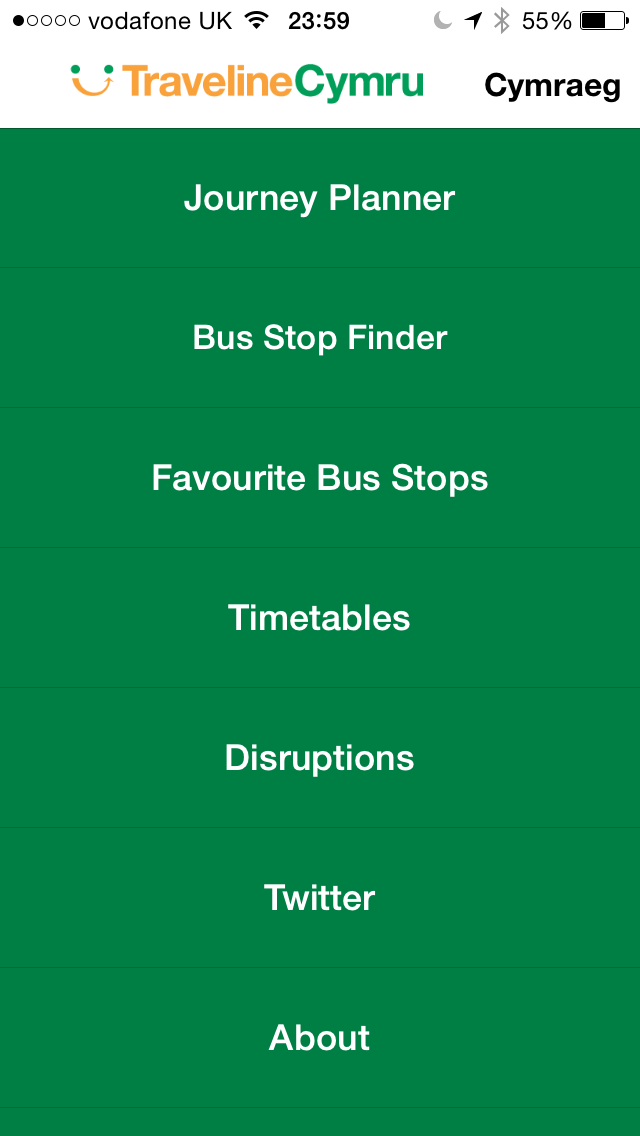 vodafone UK 23:59 55%
TravelineCymru Cymraeg
Journey Planner
Bus Stop Finder
Favourite Bus Stops
Timetables
Disruptions
Twitter
About